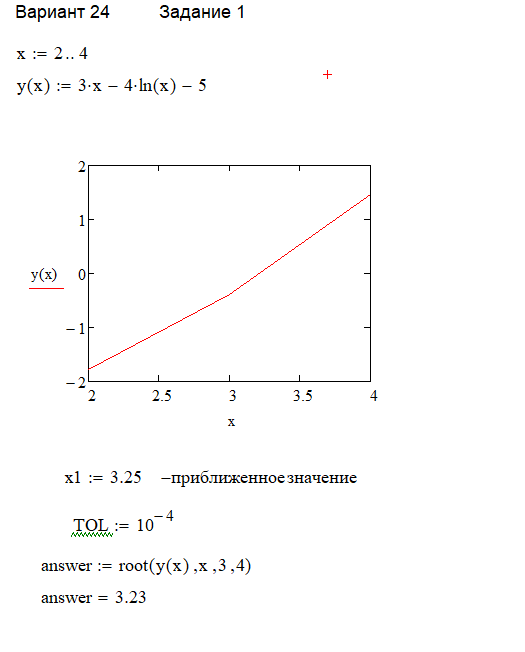 Вариант 24 Задание 1
x := 2 .. 4
y(x) := 3·x − 4·ln(x) − 5
2
1
y(x) 0
−1
−2
2 2.5 3 3.5 4
x
x1 := 3.25 −приближенное значение
TOL := 10^−4
answer := root(y(x) ,x ,3 ,4)
answer = 3.23